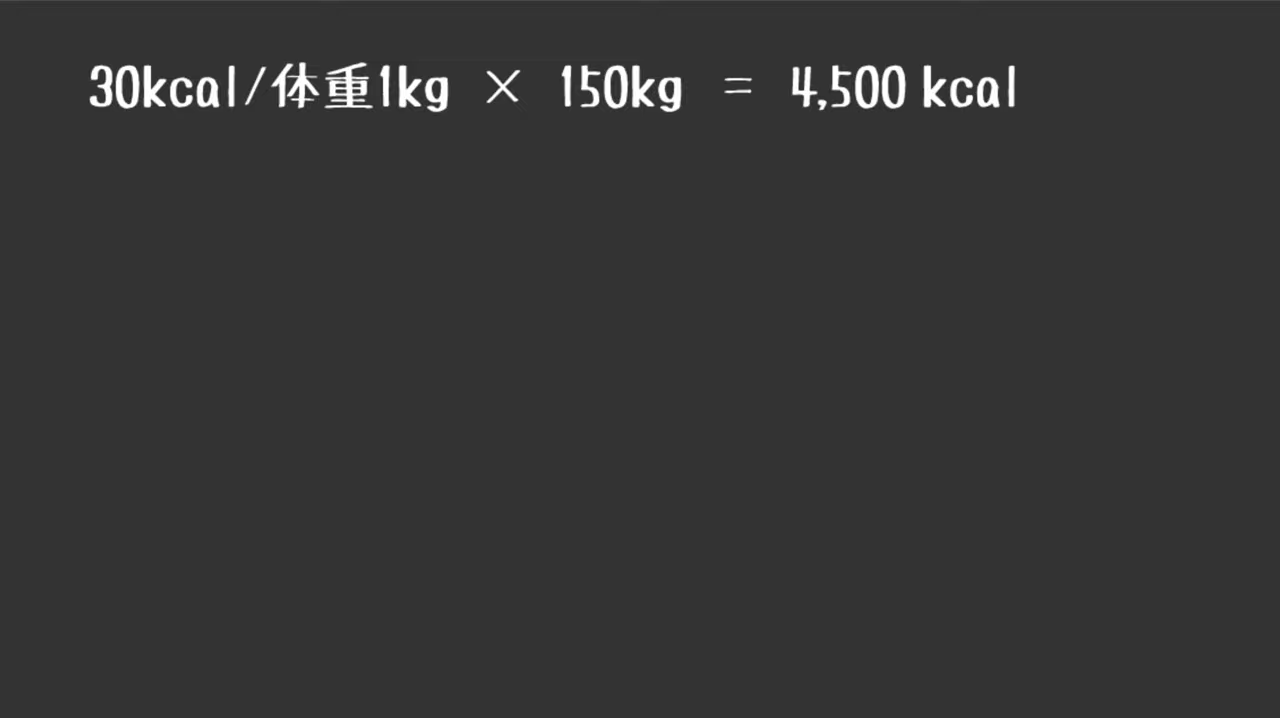 30kcal/体重1kg × 150kg = 4,500 kcal